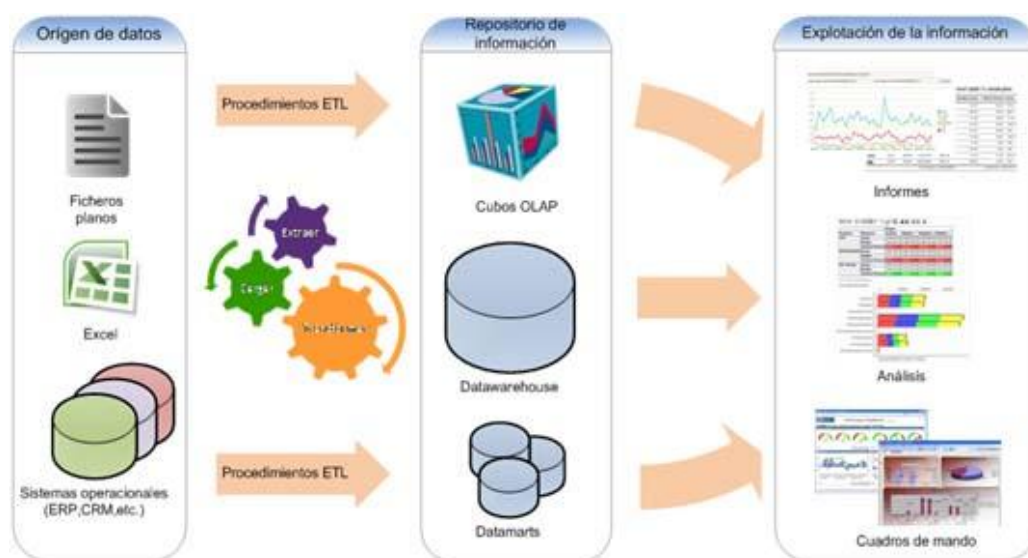 Origen de datos
Ficheros
planos
Excel
Sistemas operacionales
(ERP,CRM,etc.)
Procedimientos ETL
Extraer
Cargar
Transformar
Procedimientos ETL
Repositorio de
información
Cubos OLAP
Datawarehouse
Datamarts
Explotación de la información
Informes
Análisis
Cuadros de mando